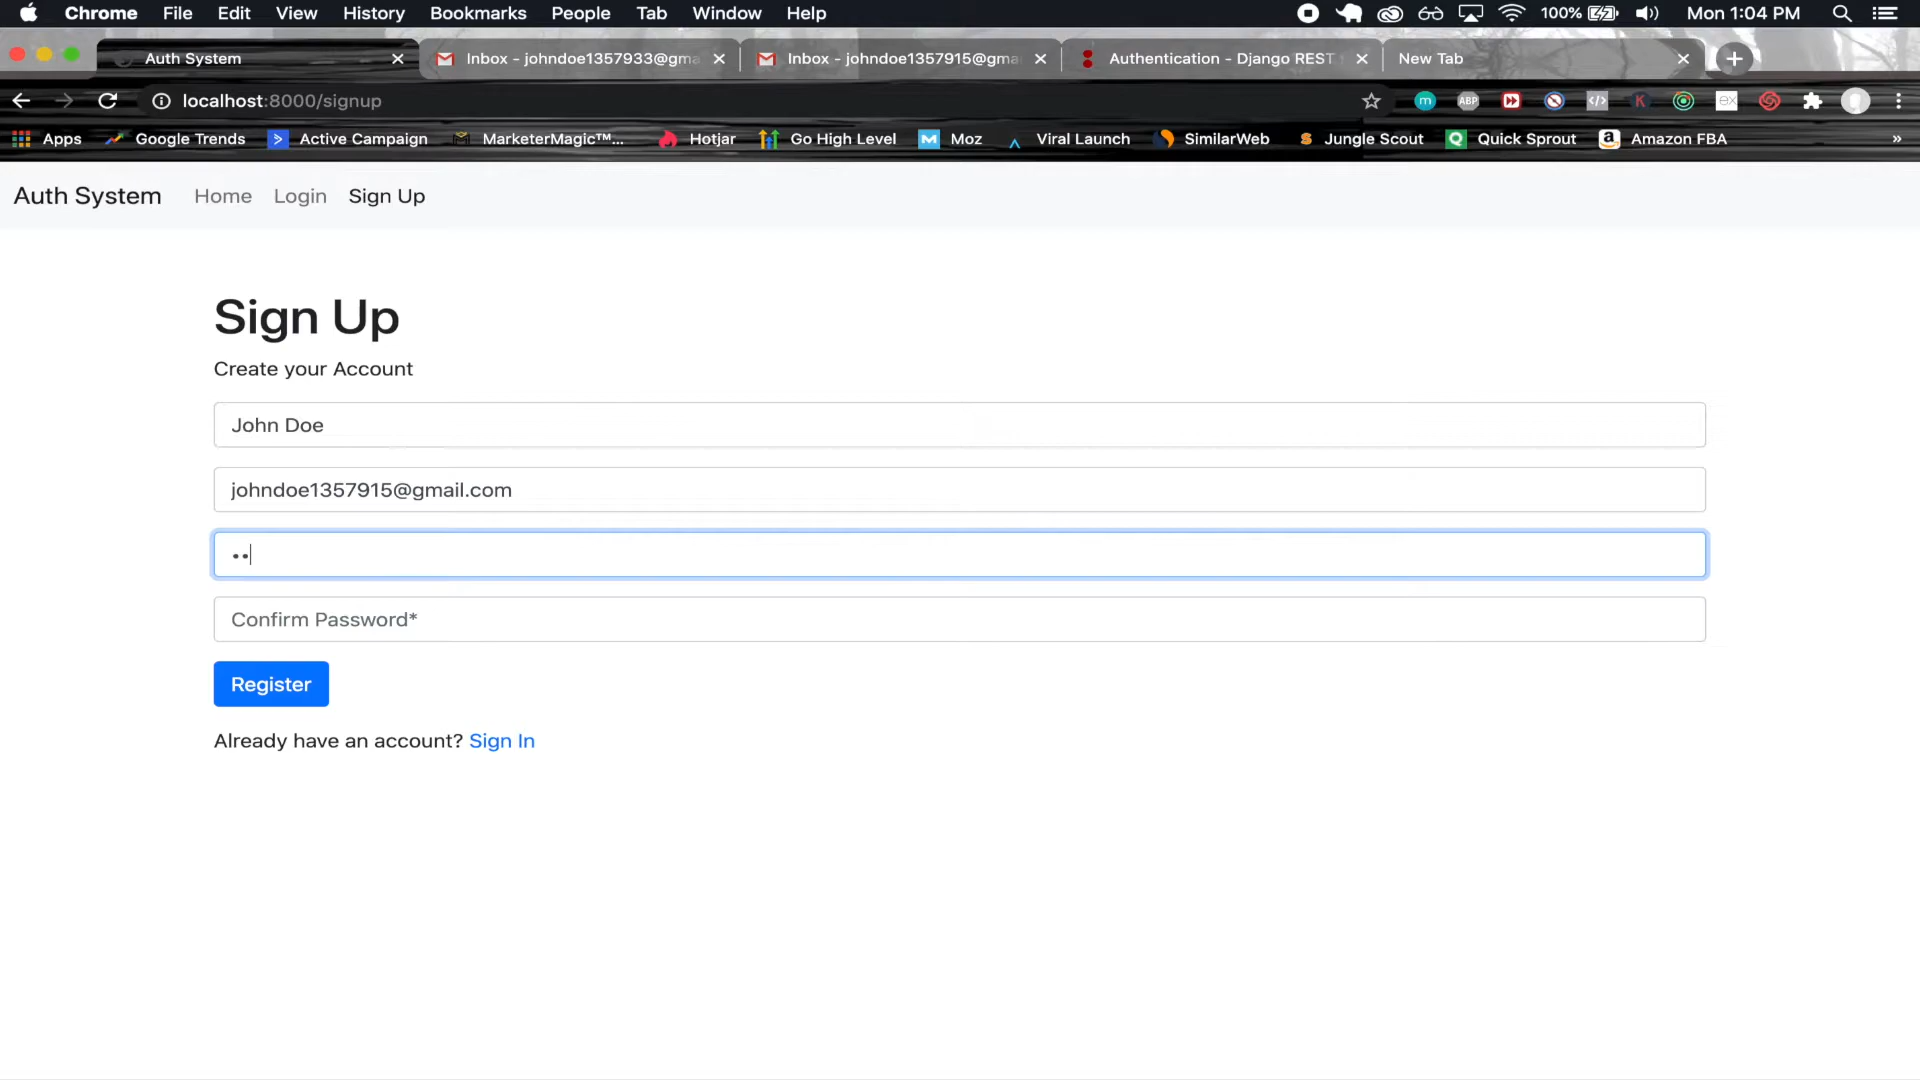 Chrome File Edit View History Bookmarks People Tab Window Help 100% Mon 1:04 PM
Auth System Inbox - johndoe1357933@gma Inbox - johndoe1357915@gma Authentication - Django REST New Tab
localhost:8000/signup
Apps Google Trends Active Campaign MarketerMagic™... Hotjar Go High Level Moz Viral Launch SimilarWeb Jungle Scout Quick Sprout Amazon FBA »
Auth System Home Login Sign Up
Sign Up
Create your Account
John Doe
johndoe1357915@gmail.com
••
Confirm Password*
Register
Already have an account? Sign In